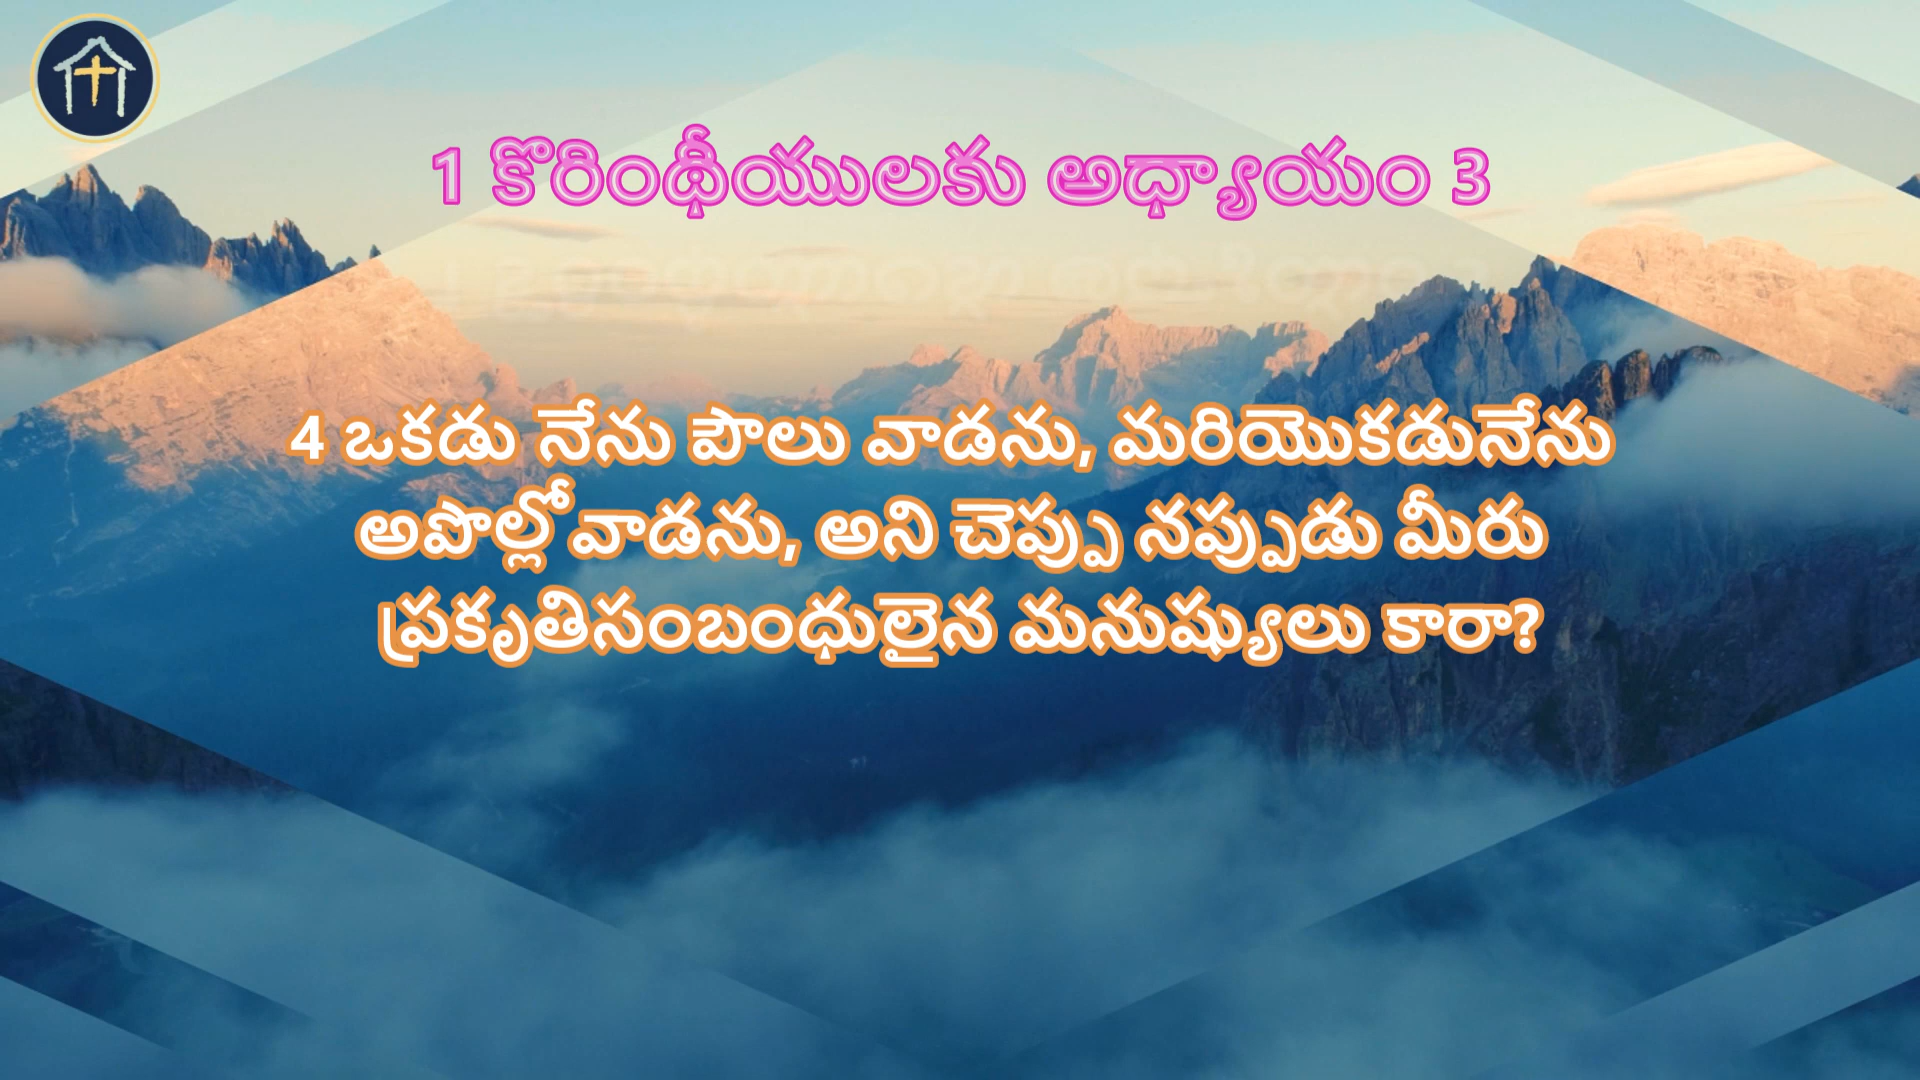 1 కొరింథీయులకు అధ్యాయం 3
4 ఒకడు నేను పౌలు వాడను, మరియొకడునేను
అపొల్లో వాడను, అని చెప్పు నప్పుడు మీరు
ప్రకృతిసంబంధులైన మనుష్యులు కారా?